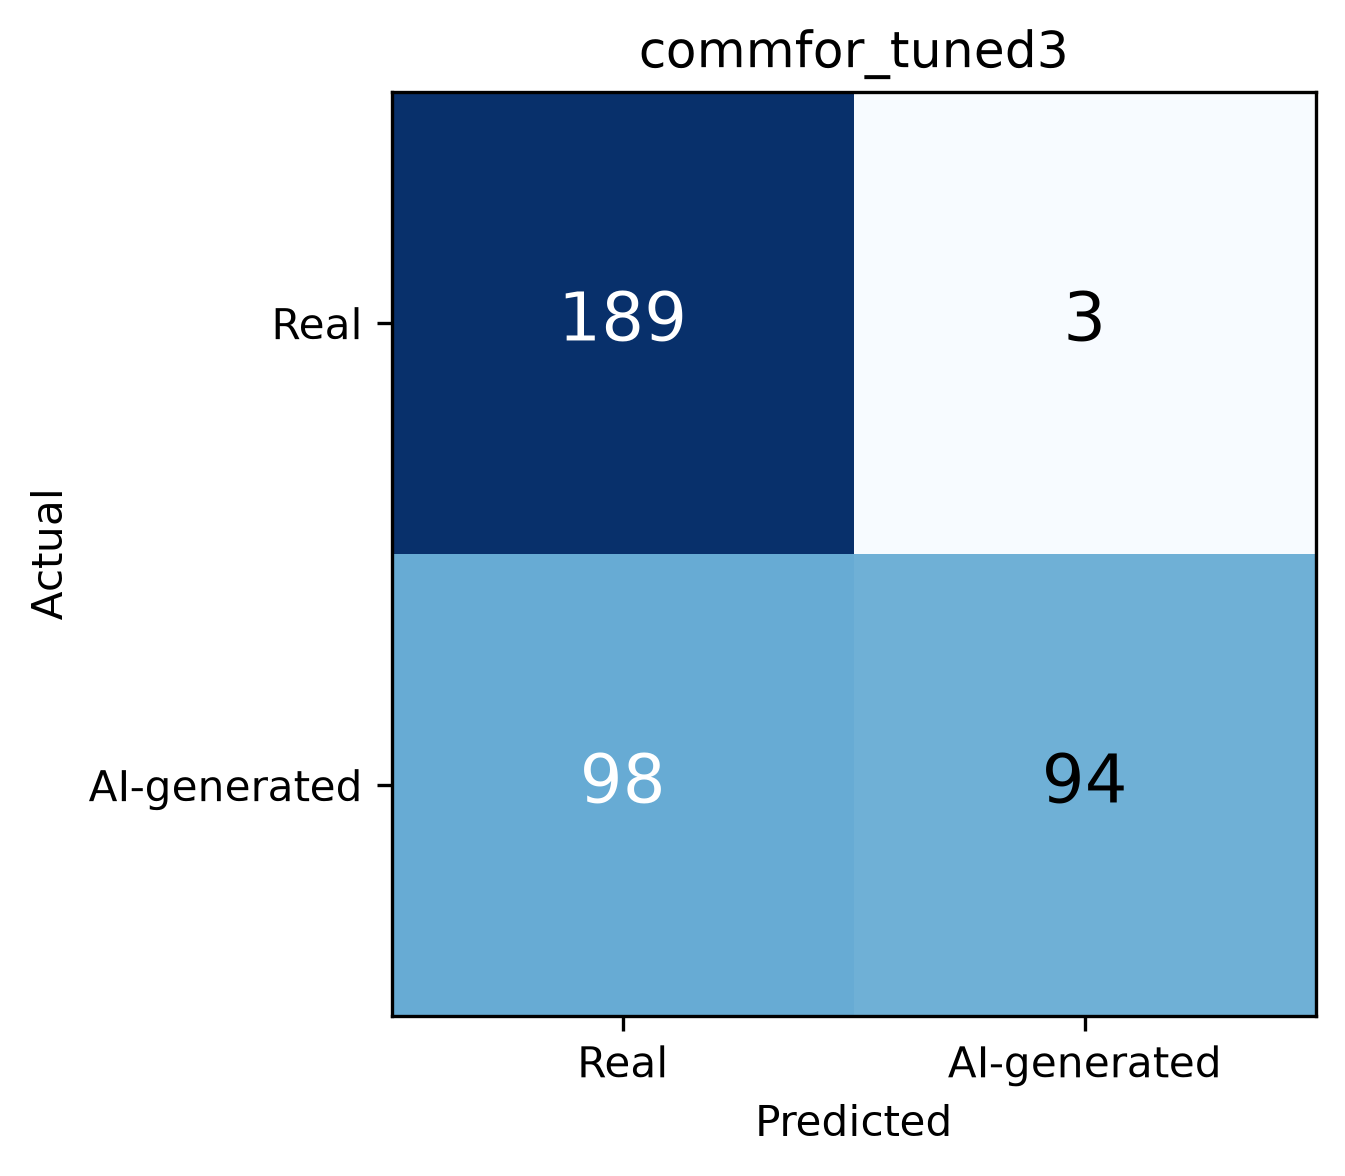 commfor_tuned3
Real
189
3
Actual
AI-generated
98
94
Real
AI-generated
Predicted